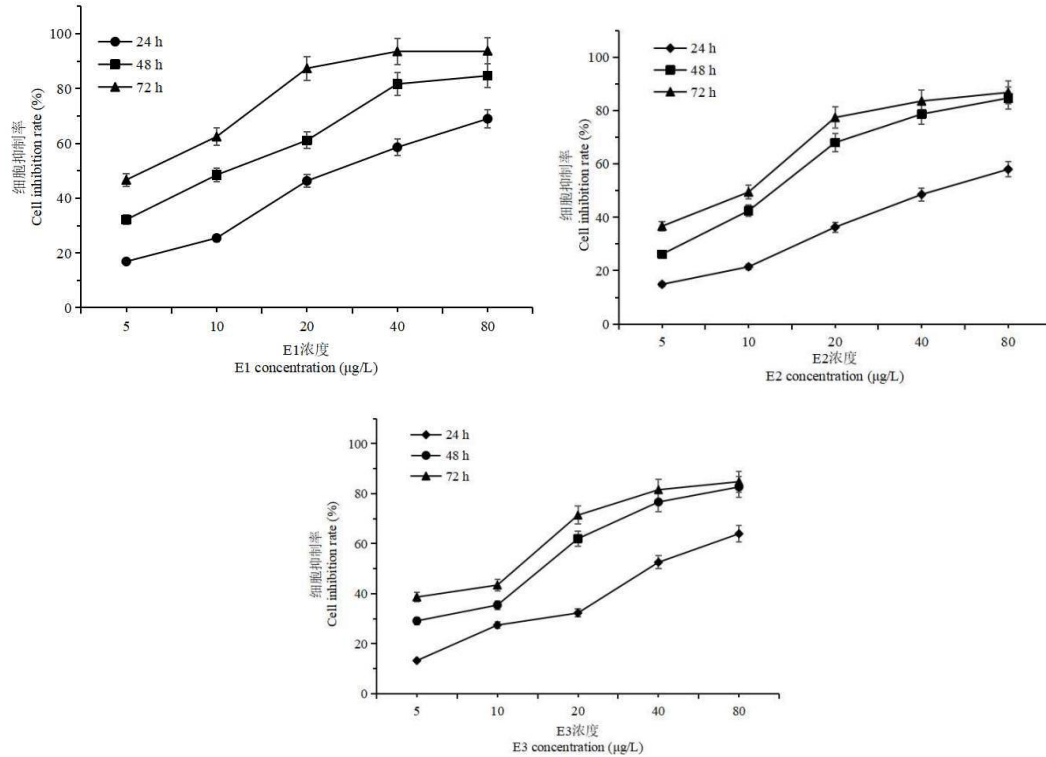 24 h
48 h
72 h
100
80
60
40
20
0
细胞抑制率
Cell inhibition rate (%)
5 10 20 40 80
E1浓度
E1 concentration (μg/L)
24 h
48 h
72 h
100
80
60
40
20
0
细胞抑制率
Cell inhibition rate (%)
5 10 20 40 80
E2浓度
E2 concentration (μg/L)
24 h
48 h
72 h
100
80
60
40
20
0
细胞抑制率
Cell inhibition rate (%)
5 10 20 40 80
E3浓度
E3 concentration (μg/L)